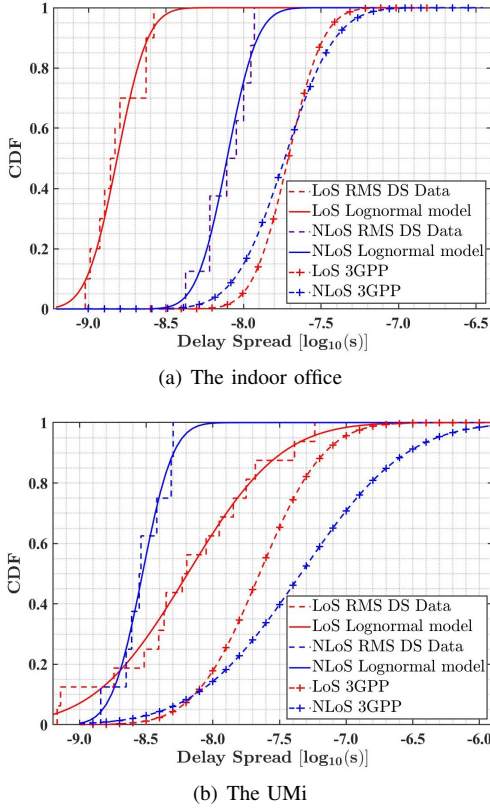 1
0.8
0.6
0.4
0.2
0
CDF
LoS RMS DS Data
LoS Lognormal model
NLoS RMS DS Data
NLoS Lognormal model
LoS 3GPP
NLoS 3GPP
-9.0 -8.5 -8.0 -7.5 -7.0 -6.5
Delay Spread [log10(s)]
(a) The indoor office
1
0.8
0.6
0.4
0.2
0
CDF
LoS RMS DS Data
LoS Lognormal model
NLoS RMS DS Data
NLoS Lognormal model
LoS 3GPP
NLoS 3GPP
-9.0 -8.5 -8.0 -7.5 -7.0 -6.5 -6.0
Delay Spread [log10(s)]
(b) The UMi